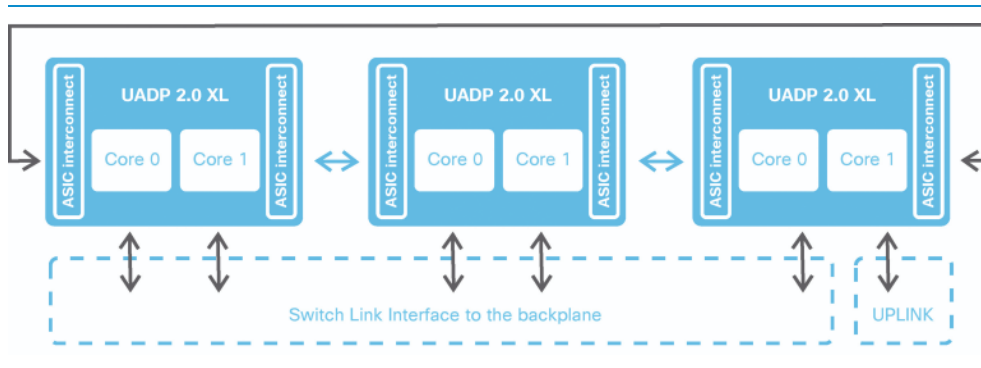 UADP 2.0 XL
ASIC interconnect
Core 0
Core 1
ASIC interconnect
UADP 2.0 XL
ASIC interconnect
Core 0
Core 1
ASIC interconnect
UADP 2.0 XL
ASIC interconnect
Core 0
Core 1
ASIC interconnect
Switch Link Interface to the backplane
UPLINK